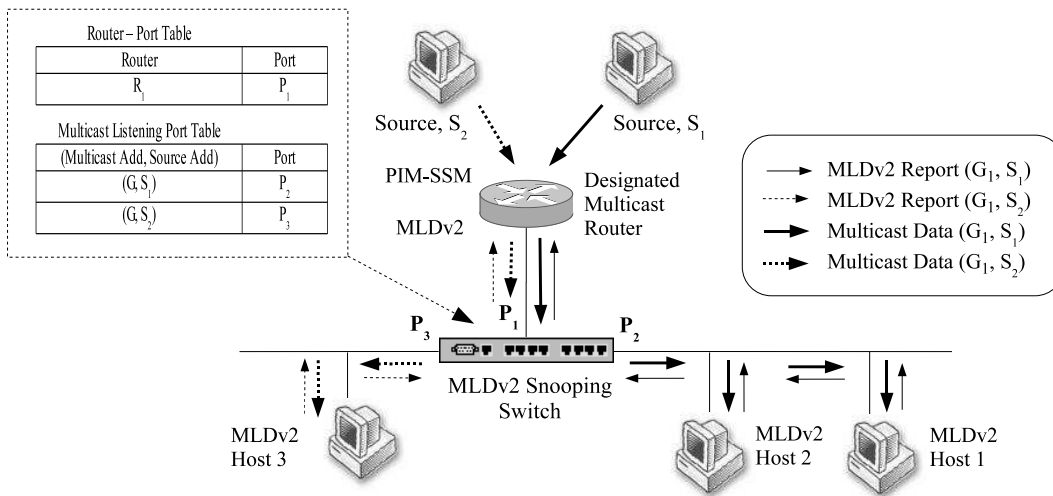 Router – Port Table
Router Port
R1 P1
Multicast Listening Port Table
(Multicast Add, Source Add) Port
(G, S1) P2
(G, S2) P3
Source, S2
Source, S1
PIM-SSM
MLDv2
Designated
Multicast
Router
MLDv2 Report (G1, S1)
MLDv2 Report (G1, S2)
Multicast Data (G1, S1)
Multicast Data (G1, S2)
P3
P1
P2
MLDv2 Snooping
Switch
MLDv2
Host 3
MLDv2
Host 2
MLDv2
Host 1